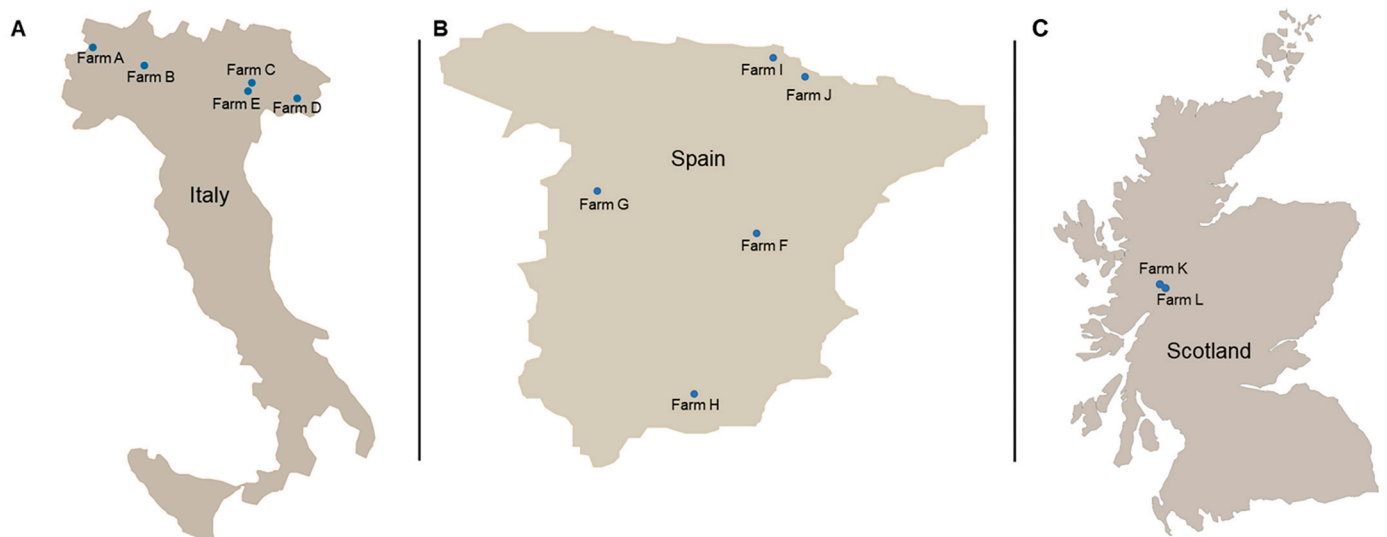 A
Farm A
Farm B
Farm C
Farm E
Farm D
Italy
B
Farm I
Farm J
Spain
Farm G
Farm F
Farm H
C
Farm K
Farm L
Scotland